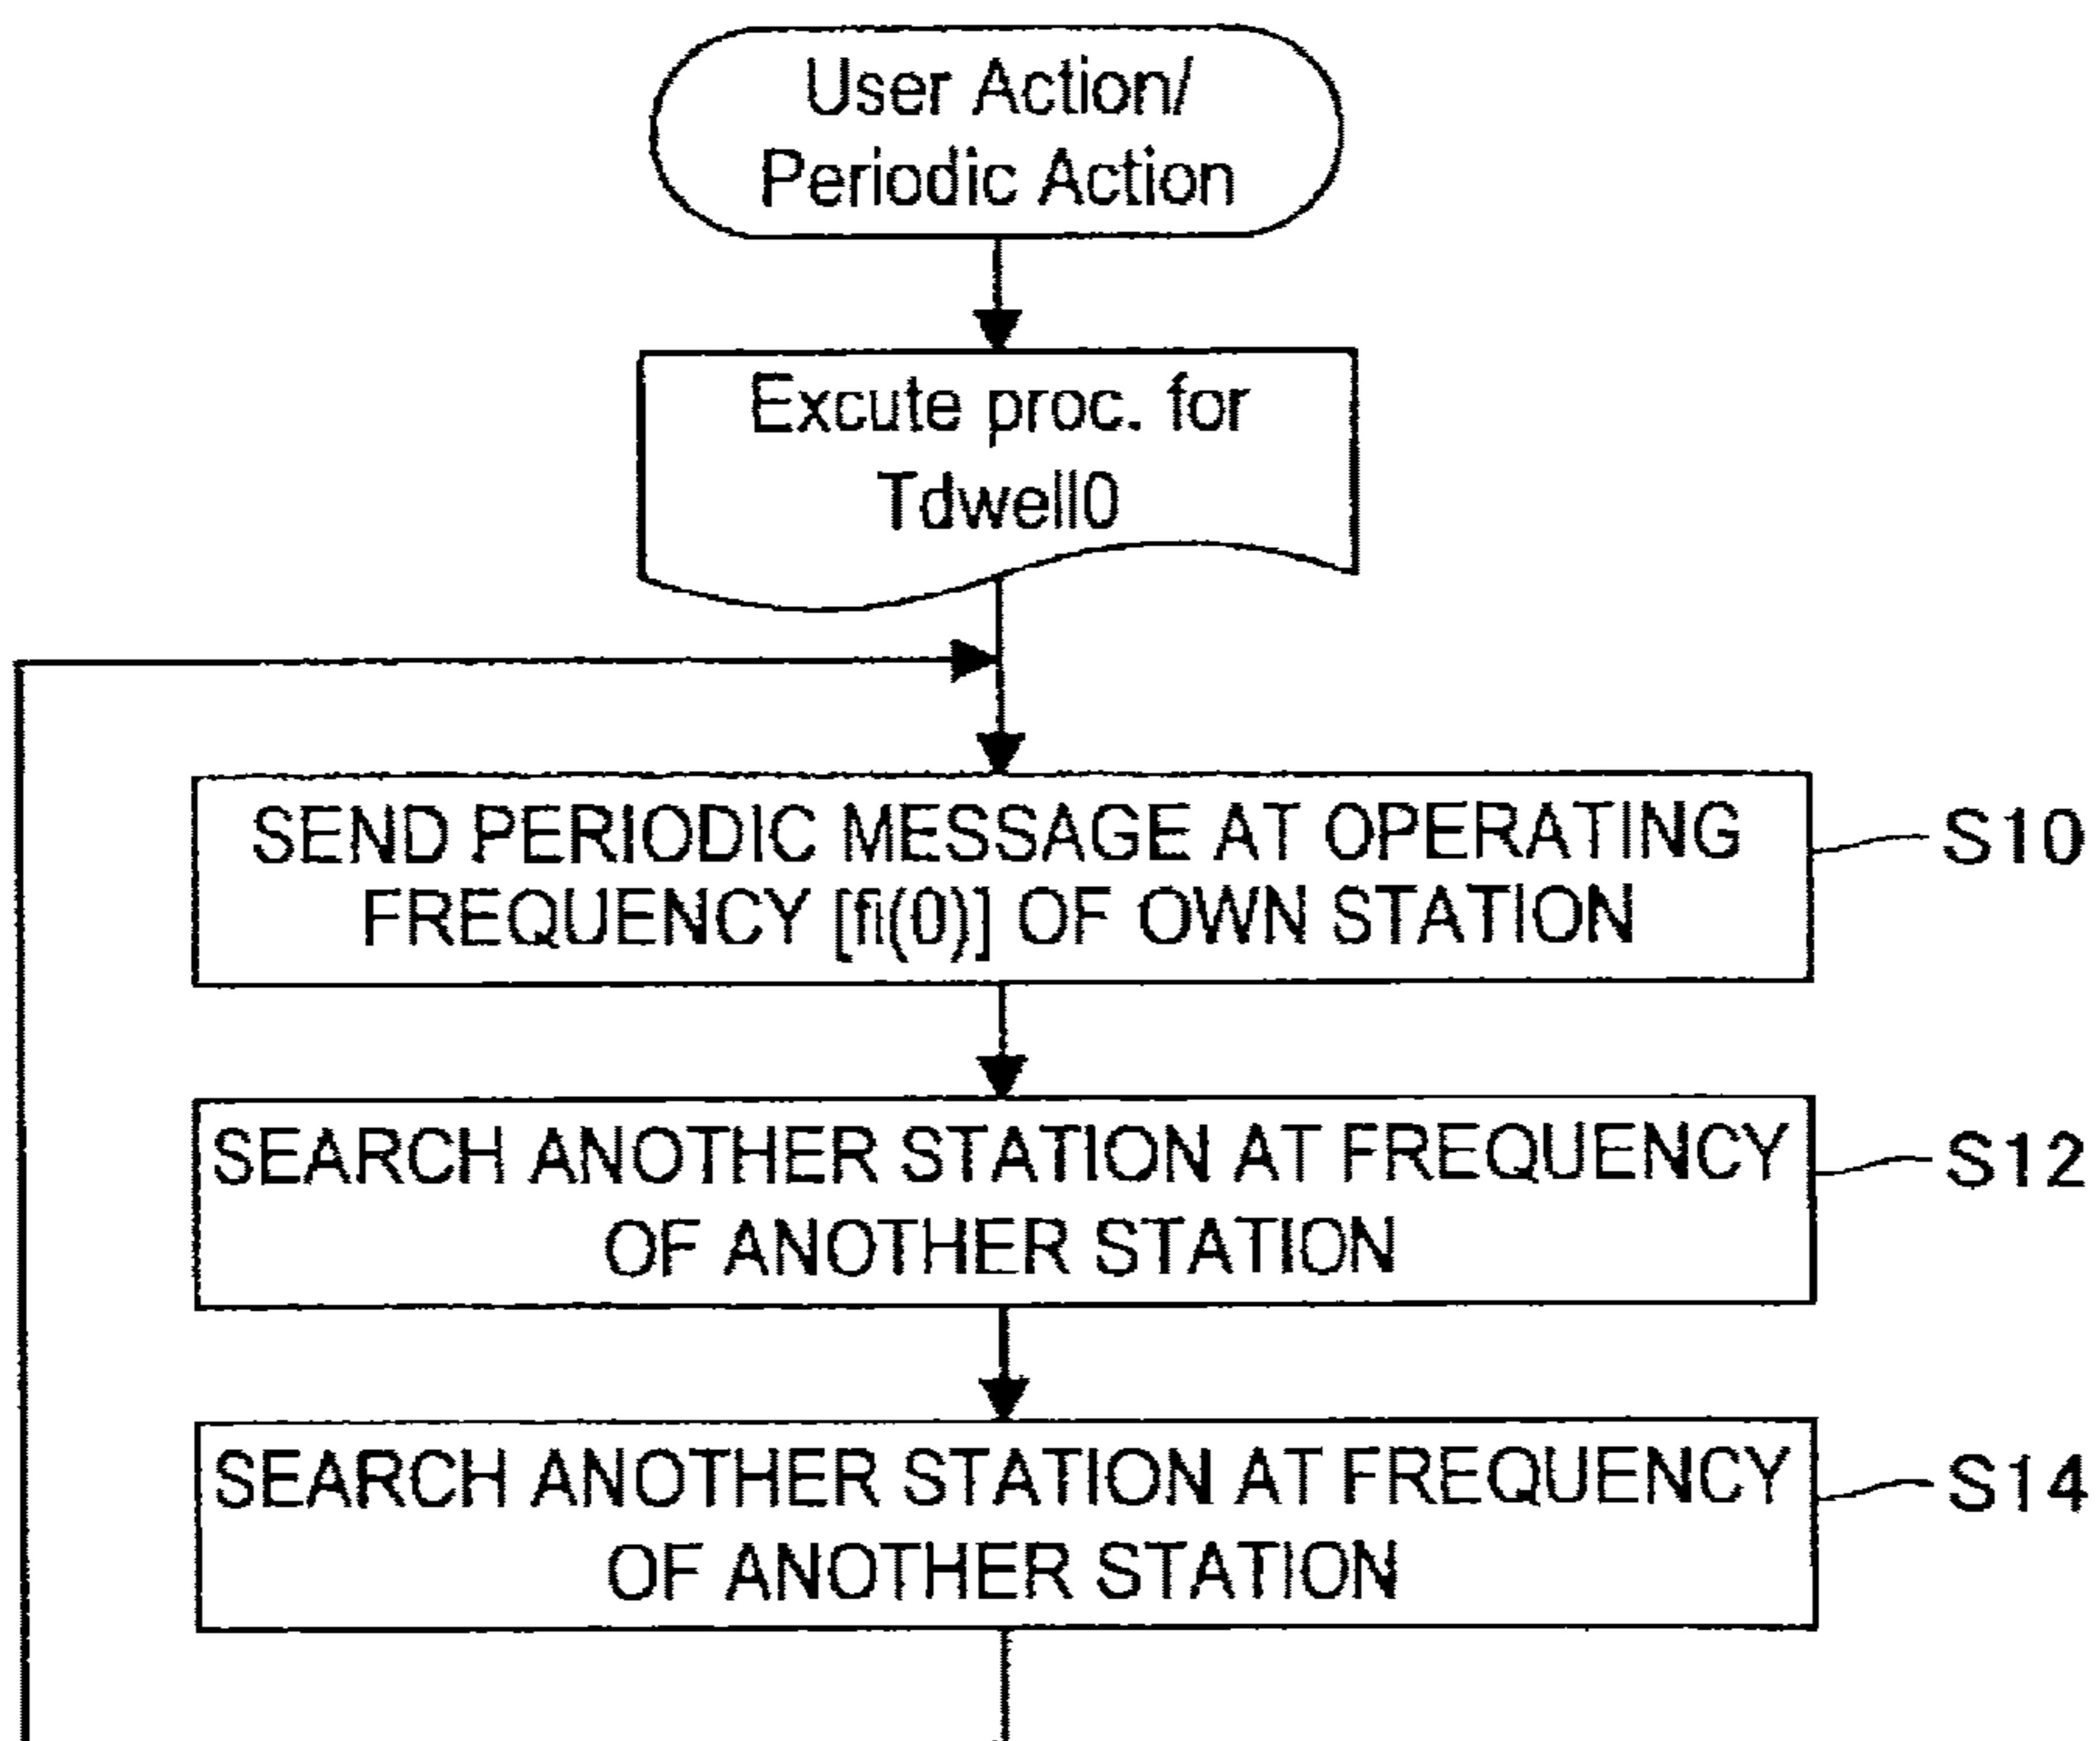 User Action/
Periodic Action
Excute proc. for
Tdwell0
SEND PERIODIC MESSAGE AT OPERATING
FREQUENCY [fi(0)] OF OWN STATION
S10
SEARCH ANOTHER STATION AT FREQUENCY
OF ANOTHER STATION
S12
SEARCH ANOTHER STATION AT FREQUENCY
OF ANOTHER STATION
S14